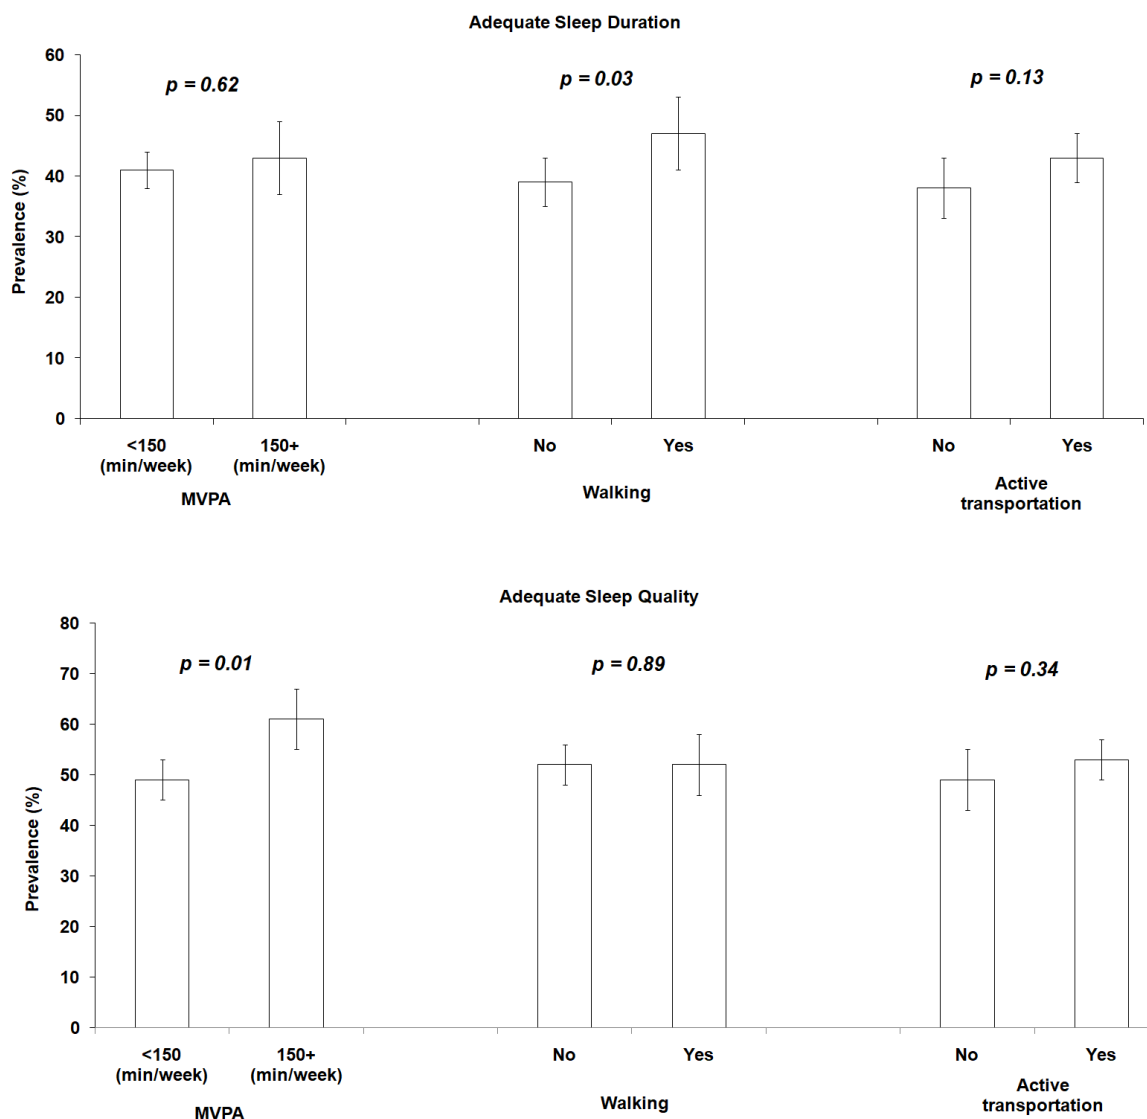 Adequate Sleep Duration
60
50
40
30
20
10
0
Prevalence (%)
p = 0.62
p = 0.03
p = 0.13
<150
(min/week)
150+
(min/week)
No
Yes
No
Yes
MVPA
Walking
Active
transportation
Adequate Sleep Quality
80
70
60
50
40
30
20
10
0
Prevalence (%)
p = 0.01
p = 0.89
p = 0.34
<150
(min/week)
150+
(min/week)
No
Yes
No
Yes
MVPA
Walking
Active
transportation